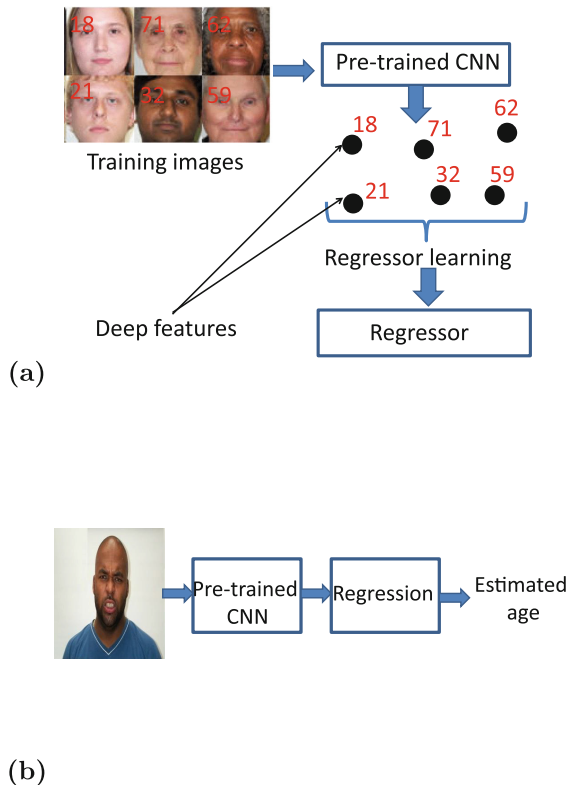 18 71 62
21 32 59
Training images
Pre-trained CNN
18 71 62
21 32 59
Regressor learning
Deep features
Regressor
(a)
Pre-trained
CNN
Regression
Estimated
age
(b)